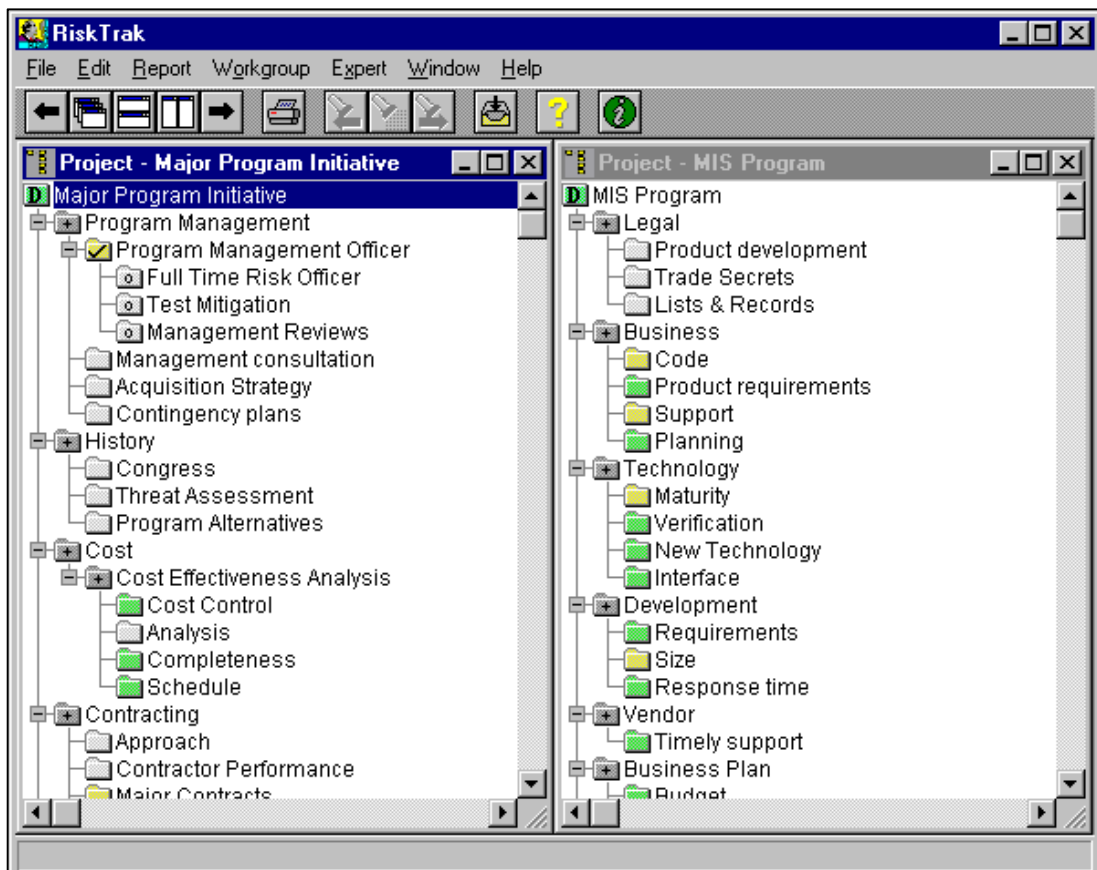 RiskTrak
File Edit Report Workgroup Expert Window Help
Project - Major Program Initiative
D Major Program Initiative
Program Management
Program Management Officer
Full Time Risk Officer
Test Mitigation
Management Reviews
Management consultation
Acquisition Strategy
Contingency plans
History
Congress
Threat Assessment
Program Alternatives
Cost
Cost Effectiveness Analysis
Cost Control
Analysis
Completeness
Schedule
Contracting
Approach
Contractor Performance
Major Contracts
Project - MIS Program
D MIS Program
Legal
Product development
Trade Secrets
Lists & Records
Business
Code
Product requirements
Support
Planning
Technology
Maturity
Verification
New Technology
Interface
Development
Requirements
Size
Response time
Vendor
Timely support
Business Plan
Budget